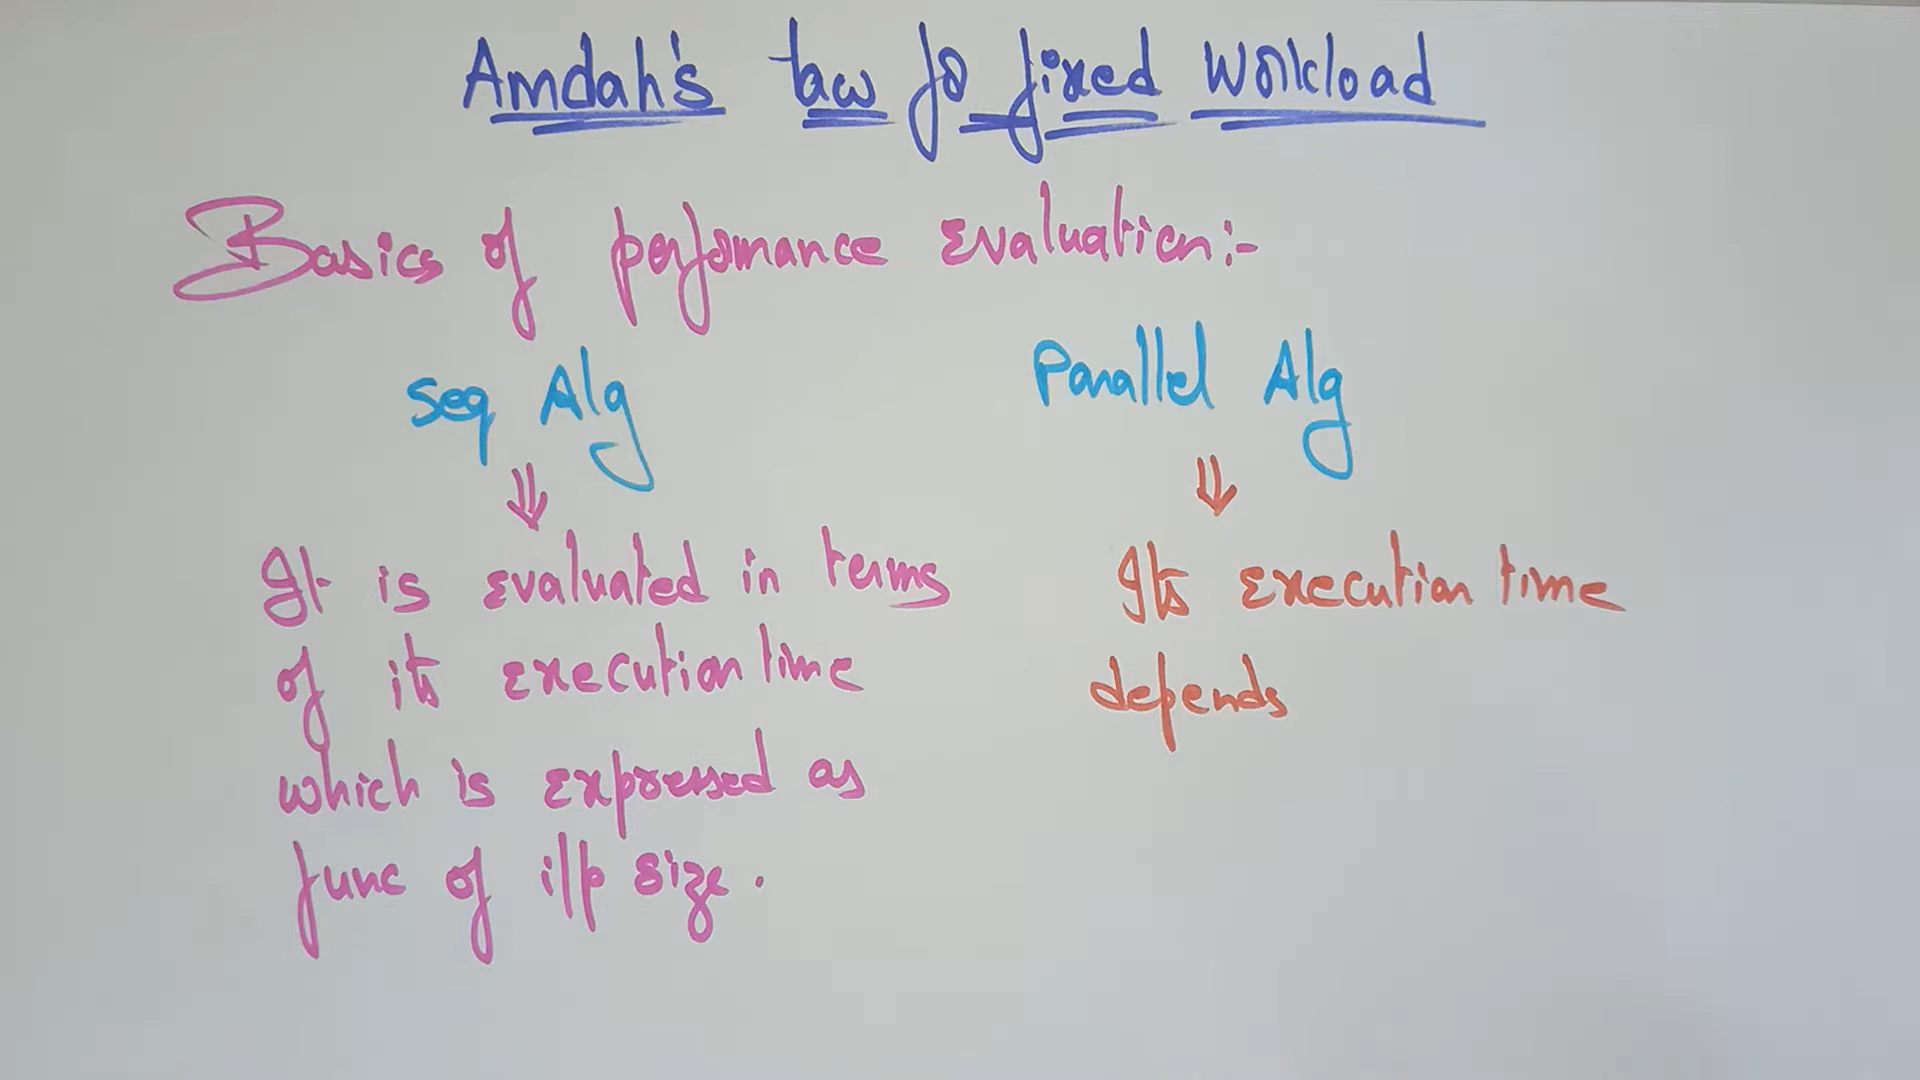 Amdah's law for fixed workload
Basics of performance evaluation:-
Seq Alg
⇓
It is evaluated in terms
of its execution time
which is expressed as
func of i/p size.
Parallel Alg
⇓
Its execution time
depends